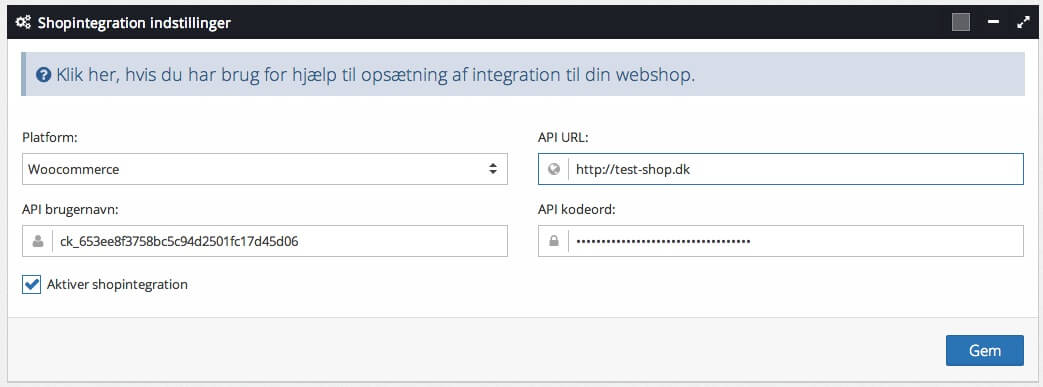 Shopintegration indstillinger
Klik her, hvis du har brug for hjælp til opsætning af integration til din webshop.
Platform:
API URL:
Woocommerce
http://test-shop.dk
API brugernavn:
API kodeord:
ck_653ee8f3758bc5c94d2501fc17d45d06
•••••••••••••••••••••••••••••••••••
Aktiver shopintegration
Gem